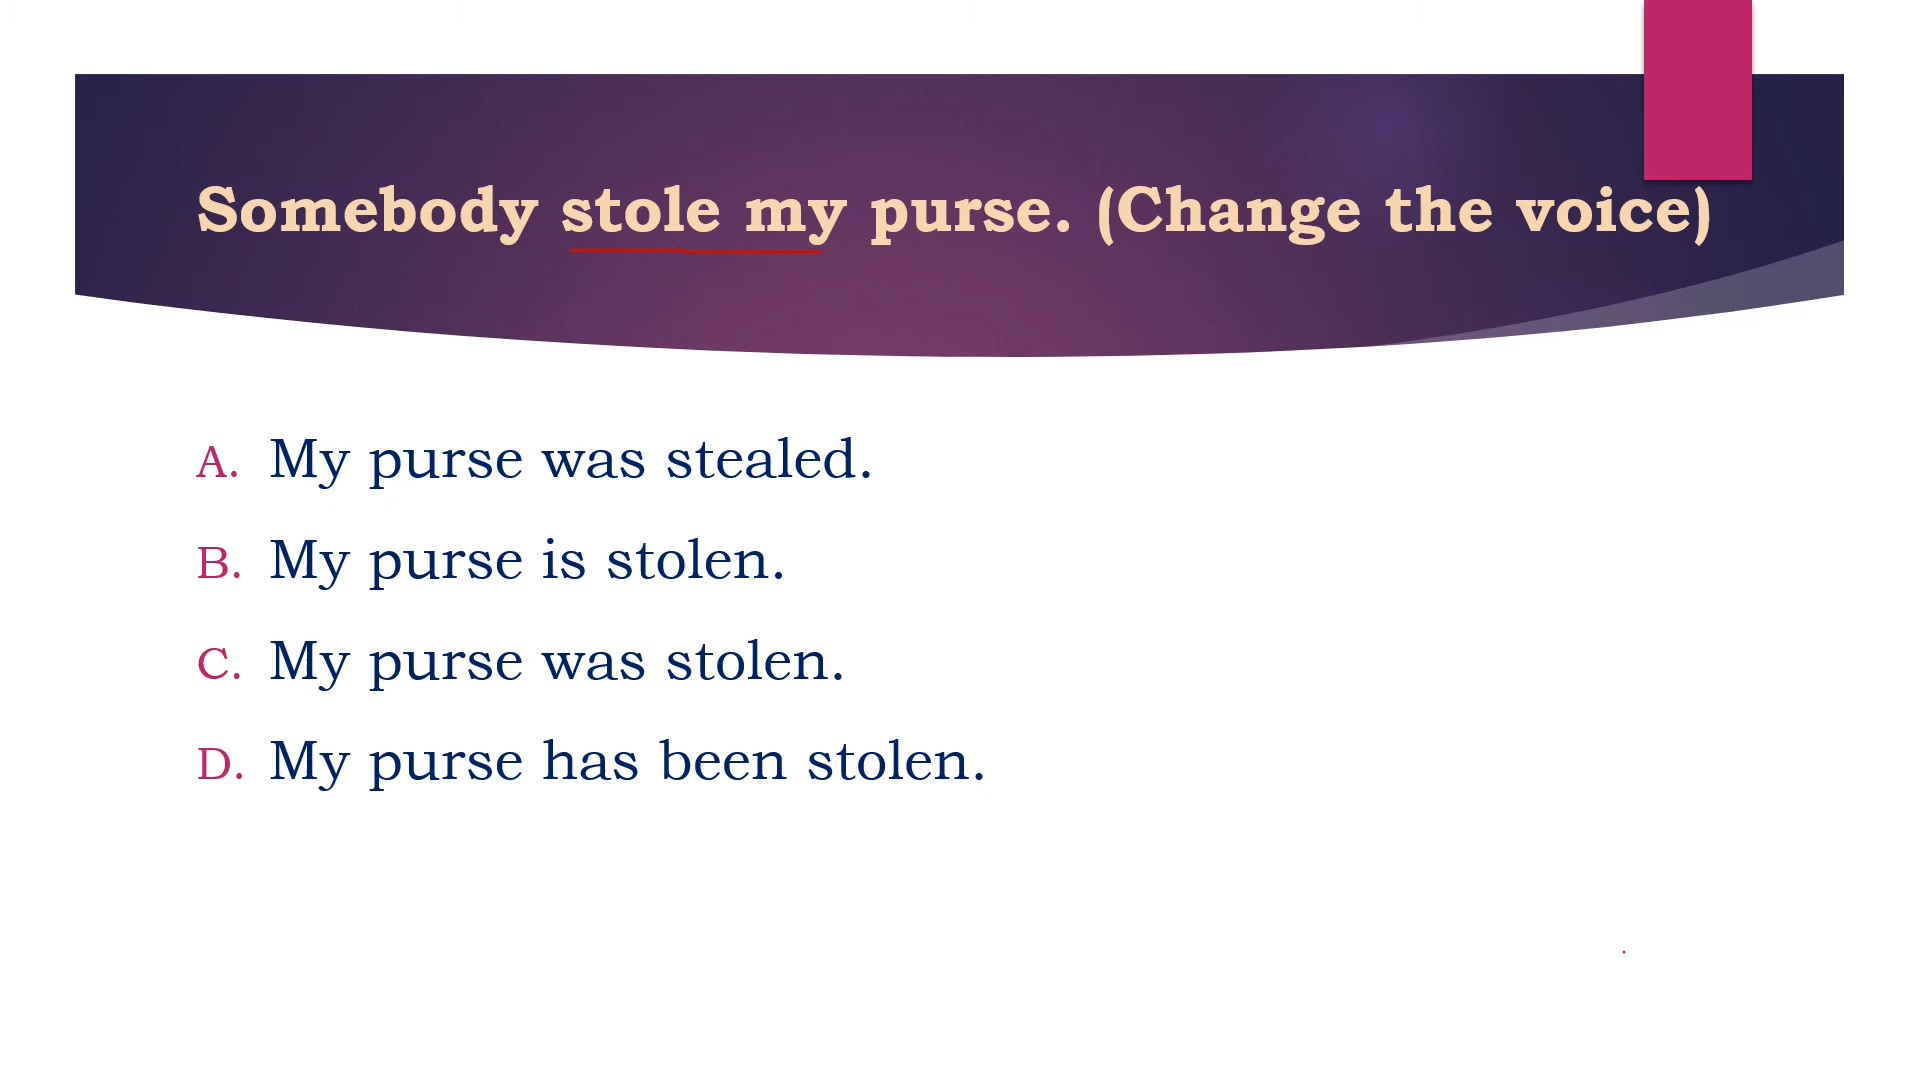 Somebody stole my purse. (Change the voice)
A. My purse was stealed.
B. My purse is stolen.
C. My purse was stolen.
D. My purse has been stolen.